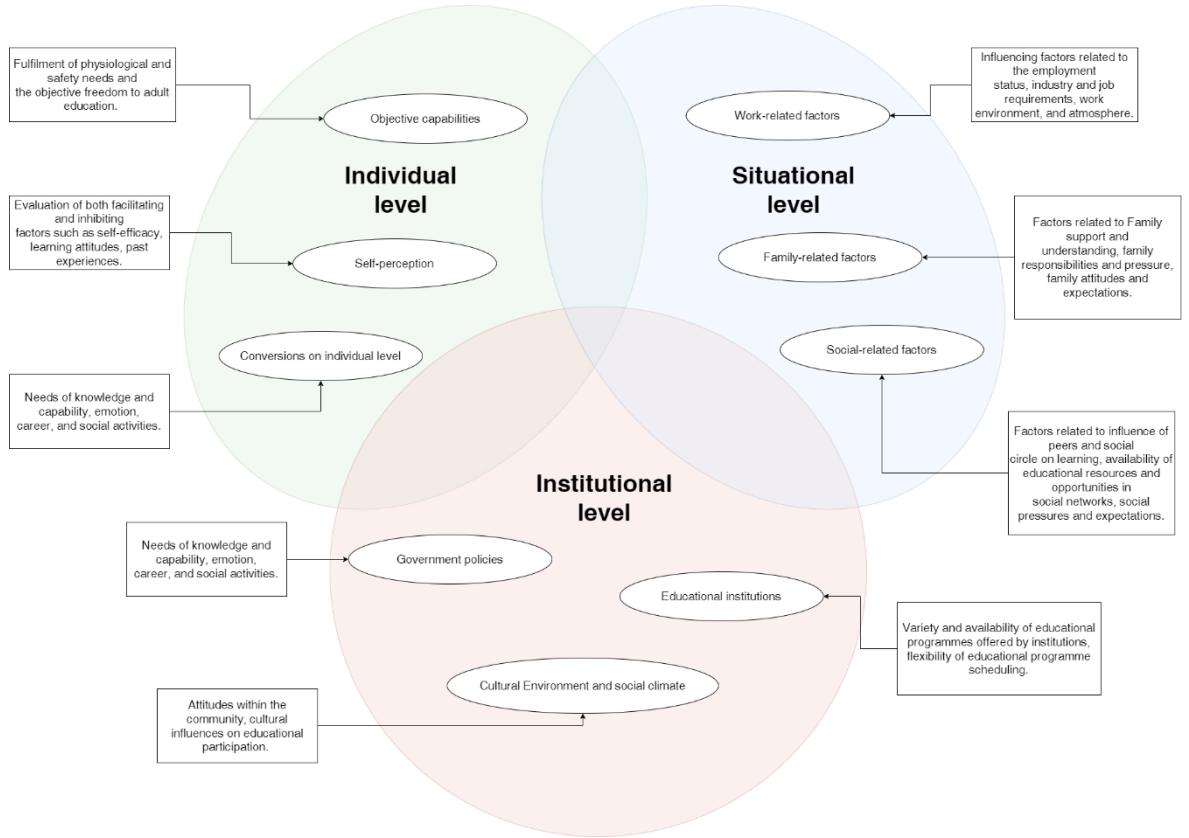 Fulfilment of physiological and
safety needs and
the objective freedom to adult
education.
Objective capabilities
Individual
level
Evaluation of both facilitating
and inhibiting
factors such as self-efficacy,
learning attitudes, past
experiences.
Self-perception
Conversions on individual level
Needs of knowledge and
capability, emotion,
career, and social activities.
Influencing factors related to
the employment
status, industry and job
requirements, work
environment, and atmosphere.
Work-related factors
Situational
level
Factors related to Family
support and
understanding, family
responsibilities and pressure,
family attitudes and
expectations.
Family-related factors
Social-related factors
Factors related to influence of
peers and social
circle on learning, availability of
educational resources and
opportunities in
social networks, social
pressures and expectations.
Institutional
level
Needs of knowledge and
capability, emotion,
career, and social activities.
Government policies
Educational institutions
Variety and availability of educational
programmes offered by institutions,
flexibility of educational programme
scheduling.
Cultural Environment and social climate
Attitudes within the
community, cultural
influences on educational
participation.